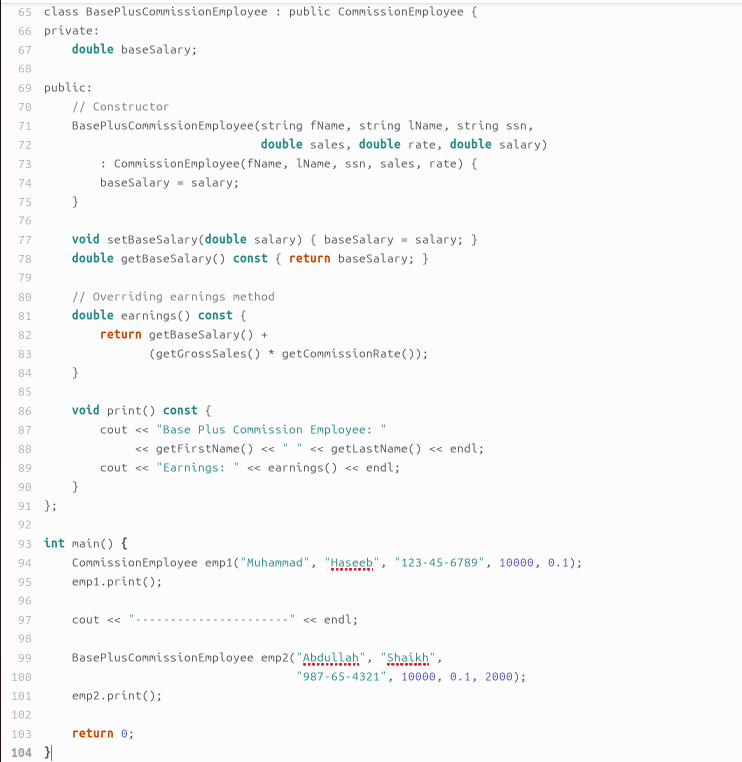 65 class BasePlusCommissionEmployee : public CommissionEmployee {
66 private:
67     double baseSalary;
68
69 public:
70     // Constructor
71     BasePlusCommissionEmployee(string fName, string lName, string ssn,
72                                double sales, double rate, double salary)
73         : CommissionEmployee(fName, lName, ssn, sales, rate) {
74         baseSalary = salary;
75     }
76
77     void setBaseSalary(double salary) { baseSalary = salary; }
78     double getBaseSalary() const { return baseSalary; }
79
80     // Overriding earnings method
81     double earnings() const {
82         return getBaseSalary() +
83                (getGrossSales() * getCommissionRate());
84     }
85
86     void print() const {
87         cout << "Base Plus Commission Employee: "
88              << getFirstName() << " " << getLastName() << endl;
89         cout << "Earnings: " << earnings() << endl;
90     }
91 };
92
93 int main() {
94     CommissionEmployee emp1("Muhammad", "Haseeb", "123-45-6789", 10000, 0.1);
95     emp1.print();
96
97     cout << "----------------------" << endl;
98
99     BasePlusCommissionEmployee emp2("Abdullah", "Shaikh",
100                                     "987-65-4321", 10000, 0.1, 2000);
101     emp2.print();
102
103     return 0;
104 }